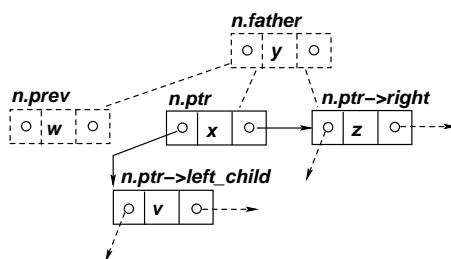 n.father
y
n.prev
n.ptr
n.ptr->right
w
x
z
n.ptr->left_child
v